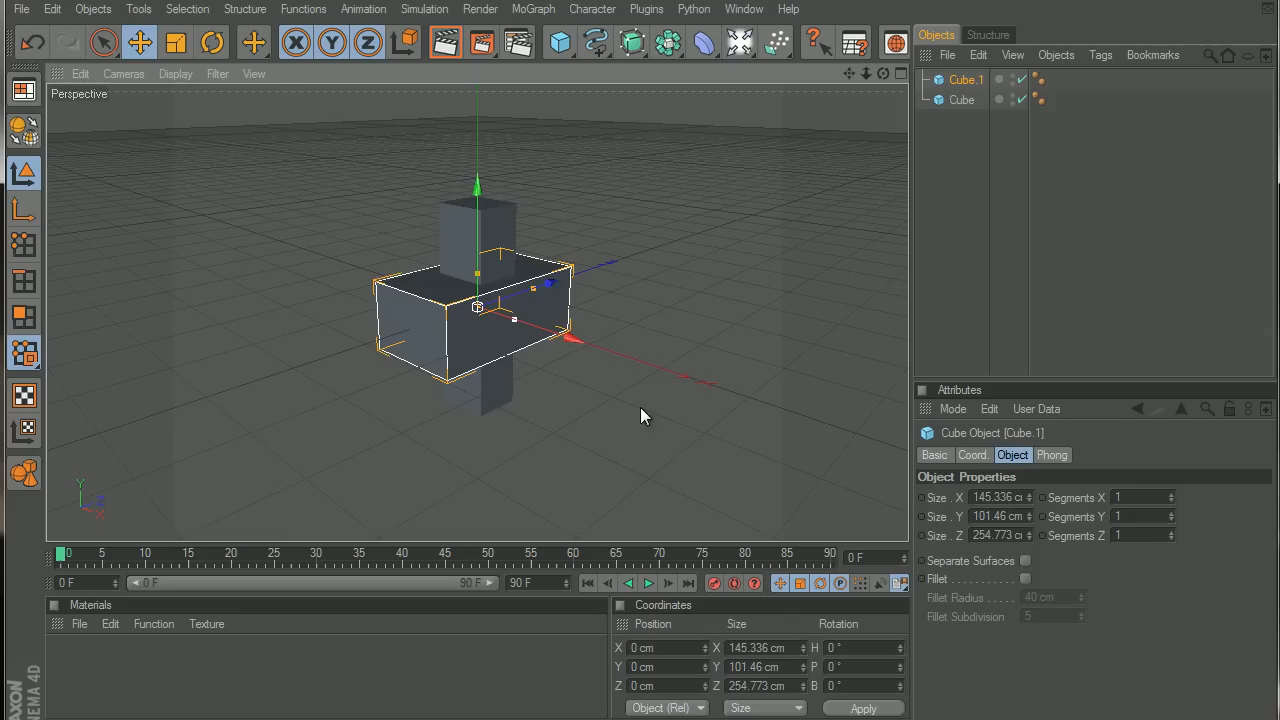 File Edit Objects Tools Selection Structure Functions Animation Simulation Render MoGraph Character Plugins Python Window Help
Objects Structure
File Edit View Objects Tags Bookmarks
Edit Cameras Display Filter View
Perspective
Cube.1
Cube
Attributes
Mode Edit User Data
Cube Object [Cube.1]
Basic Coord. Object Phong
Object Properties
Size . X 145.336 cm Segments X 1
Size . Y 101.46 cm Segments Y 1
Size . Z 254.773 cm Segments Z 1
Separate Surfaces
Fillet . . . . . . . . . . .
Fillet Radius . . . . . 40 cm
Fillet Subdivision 5
Y
Z
X
0 5 10 15 20 25 30 35 40 45 50 55 60 65 70 75 80 85 90 0 F
0 F 0 F 90 F 90 F
Materials
File Edit Function Texture
Coordinates
Position Size Rotation
X 0 cm X 145.336 cm H 0 °
Y 0 cm Y 101.46 cm P 0 °
Z 0 cm Z 254.773 cm B 0 °
Object (Rel) Size Apply
MAXON
CINEMA 4D